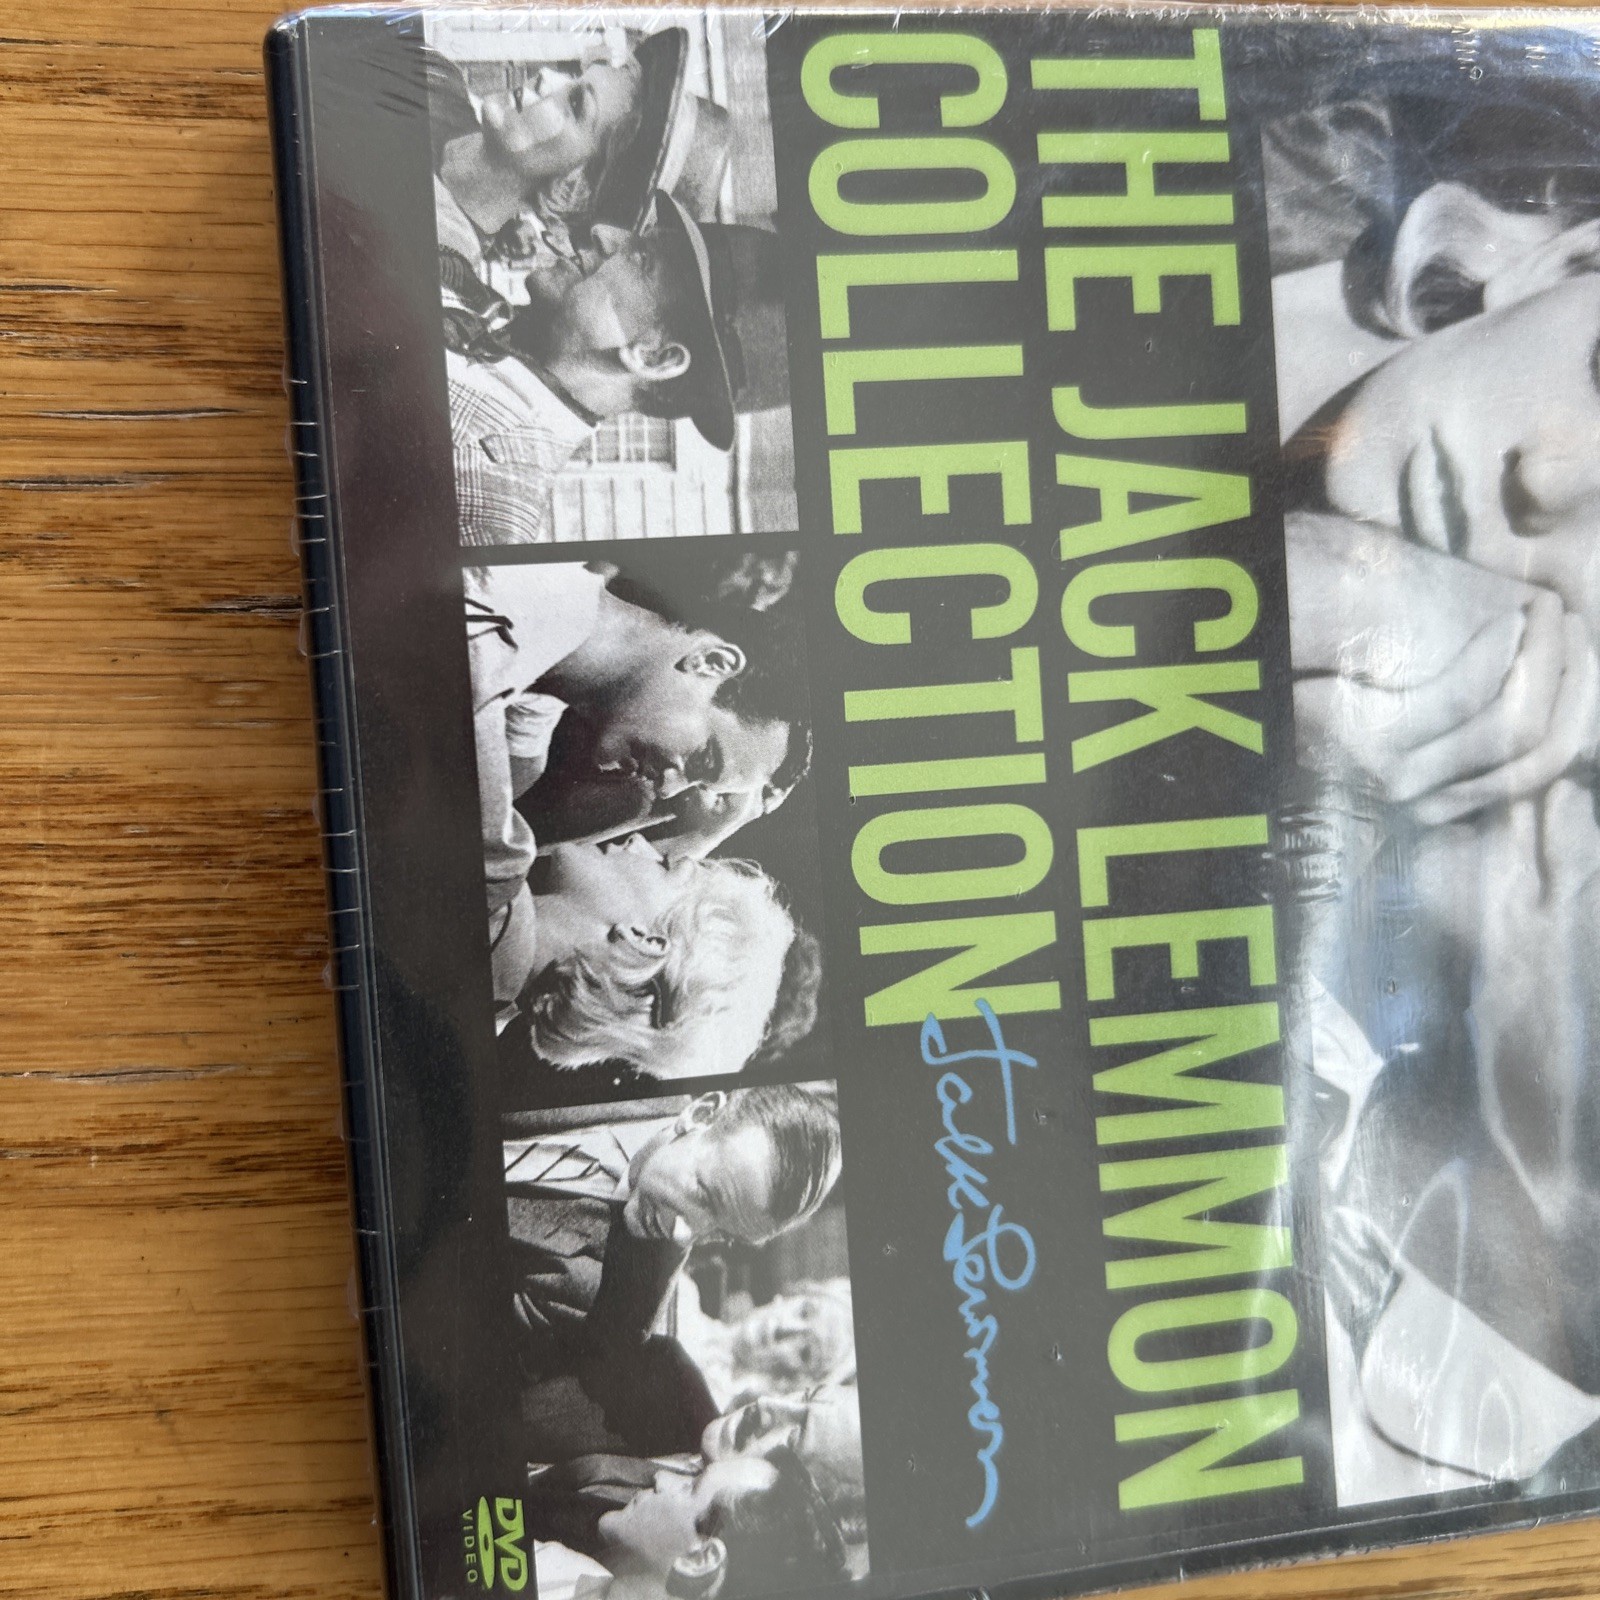 THE JACK LEMMON
COLLECTION
Jack Lemmon
DVD
VIDEO